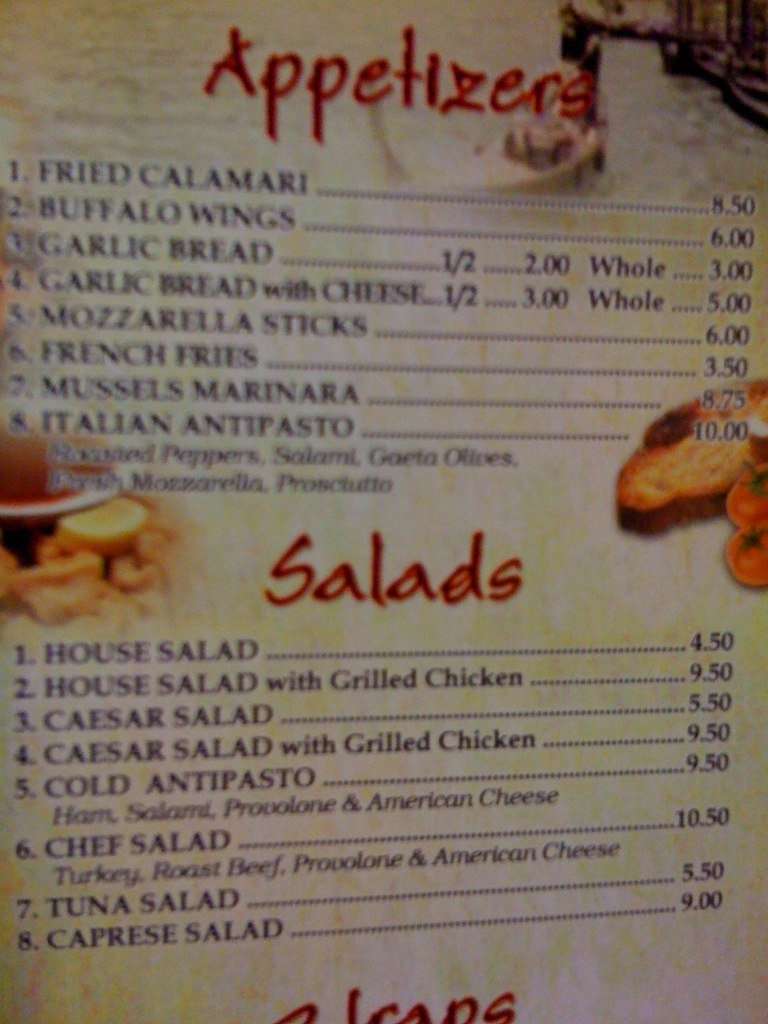 Appetizers
1. FRIED CALAMARI ........ 8.50
2. BUFFALO WINGS ........ 6.00
3. GARLIC BREAD ........ 1/2 ...... 2.00 Whole ..... 3.00
4. GARLIC BREAD with CHEESE... 1/2 ..... 3.00 Whole ..... 5.00
5. MOZZARELLA STICKS ........ 6.00
6. FRENCH FRIES ........ 3.50
7. MUSSELS MARINARA ........ 8.75
8. ITALIAN ANTIPASTO ........ 10.00
Roasted Peppers, Salami, Gaeta Olives,
Fresh Mozzarella, Prosciutto
Salads
1. HOUSE SALAD ........ 4.50
2. HOUSE SALAD with Grilled Chicken ........ 9.50
3. CAESAR SALAD ........ 5.50
4. CAESAR SALAD with Grilled Chicken ........ 9.50
5. COLD ANTIPASTO ........ 9.50
Ham, Salami, Provolone & American Cheese
6. CHEF SALAD ........ 10.50
Turkey, Roast Beef, Provolone & American Cheese
7. TUNA SALAD ........ 5.50
8. CAPRESE SALAD ........ 9.00